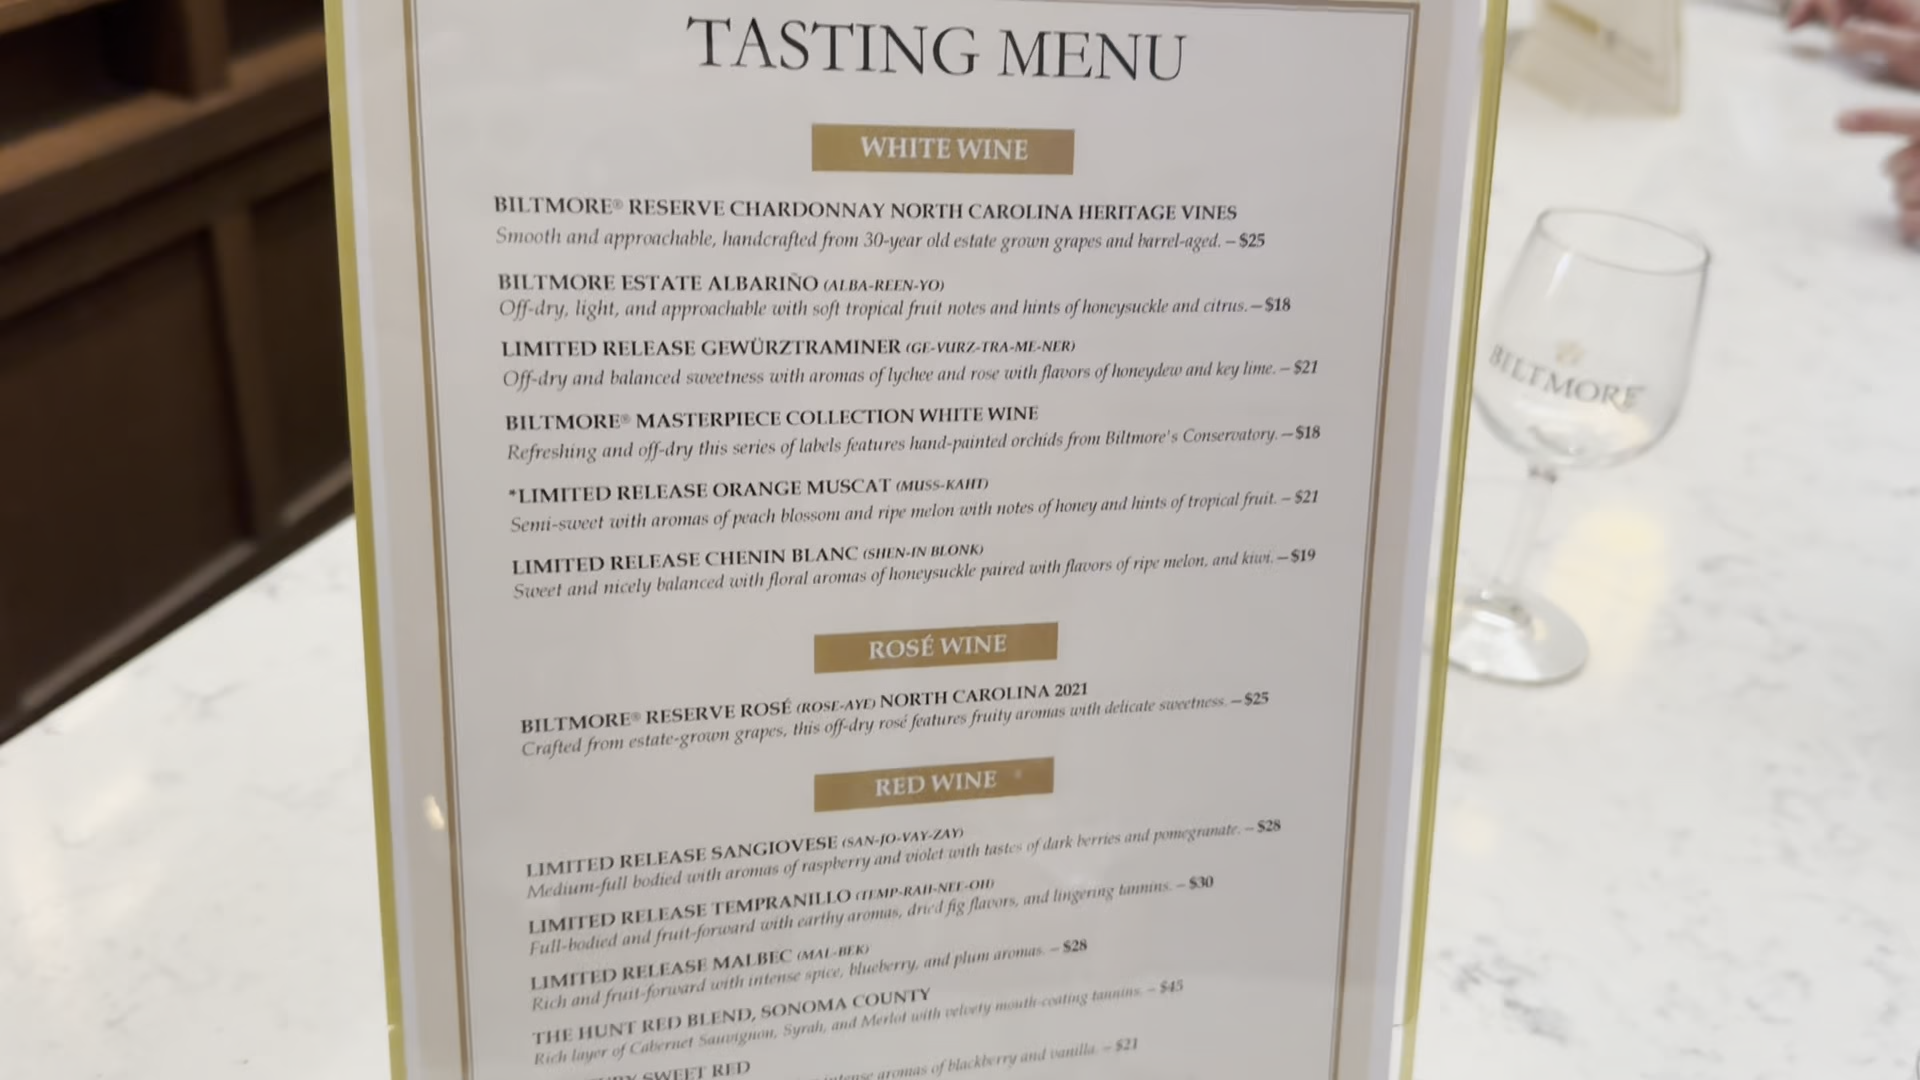 TASTING MENU
WHITE WINE
BILTMORE® RESERVE CHARDONNAY NORTH CAROLINA HERITAGE VINES
Smooth and approachable, handcrafted from 30-year old estate grown grapes and barrel-aged. – $25
BILTMORE ESTATE ALBARIÑO (ALBA-REEN-YO)
Off-dry, light, and approachable with soft tropical fruit notes and hints of honeysuckle and citrus. – $18
LIMITED RELEASE GEWÜRZTRAMINER (GE-VURZ-TRA-ME-NER)
Off-dry and balanced sweetness with aromas of lychee and rose with flavors of honeydew and key lime. – $21
BILTMORE® MASTERPIECE COLLECTION WHITE WINE
Refreshing and off-dry this series of labels features hand-painted orchids from Biltmore's Conservatory. – $18
*LIMITED RELEASE ORANGE MUSCAT (MUSS-KAHT)
Semi-sweet with aromas of peach blossom and ripe melon with notes of honey and hints of tropical fruit. – $21
LIMITED RELEASE CHENIN BLANC (SHEN-IN BLONK)
Sweet and nicely balanced with floral aromas of honeysuckle paired with flavors of ripe melon, and kiwi. – $19
ROSÉ WINE
BILTMORE® RESERVE ROSÉ (ROSE-AYE) NORTH CAROLINA 2021
Crafted from estate-grown grapes, this off-dry rosé features fruity aromas with delicate sweetness. – $25
RED WINE
LIMITED RELEASE SANGIOVESE (SAN-JO-VAY-ZAY)
Medium-full bodied with aromas of raspberry and violet with tastes of dark berries and pomegranate. – $28
LIMITED RELEASE TEMPRANILLO (TEMP-RAH-NEE-OH)
Full-bodied and fruit-forward with earthy aromas, dried fig flavors, and lingering tannins. – $30
LIMITED RELEASE MALBEC (MAL-BEK)
Rich and fruit-forward with intense spice, blueberry, and plum aromas. – $28
THE HUNT RED BLEND, SONOMA COUNTY
Rich layer of Cabernet Sauvignon, Syrah, and Merlot with velvety mouth-coating tannins. – $45
SWEET RED
intense aromas of blackberry and vanilla. – $21
BILTMORE